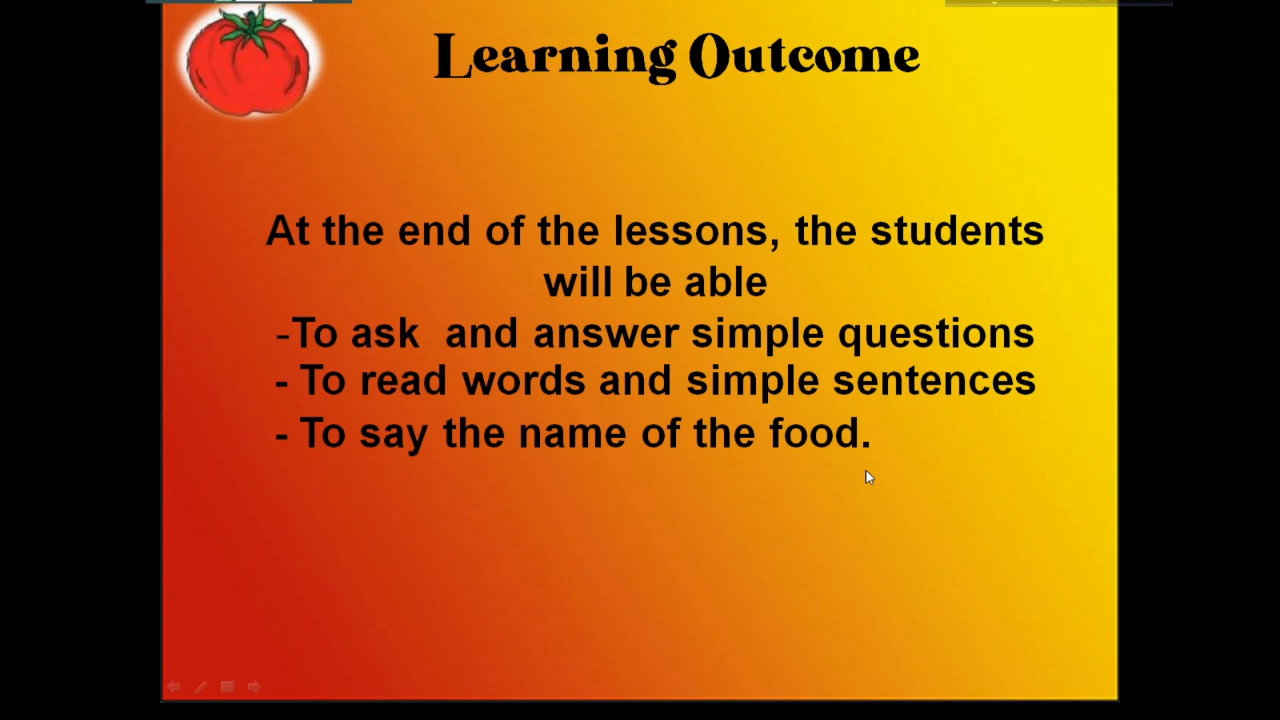 Learning Outcome
At the end of the lessons, the students
will be able
-To ask  and answer simple questions
- To read words and simple sentences
- To say the name of the food.